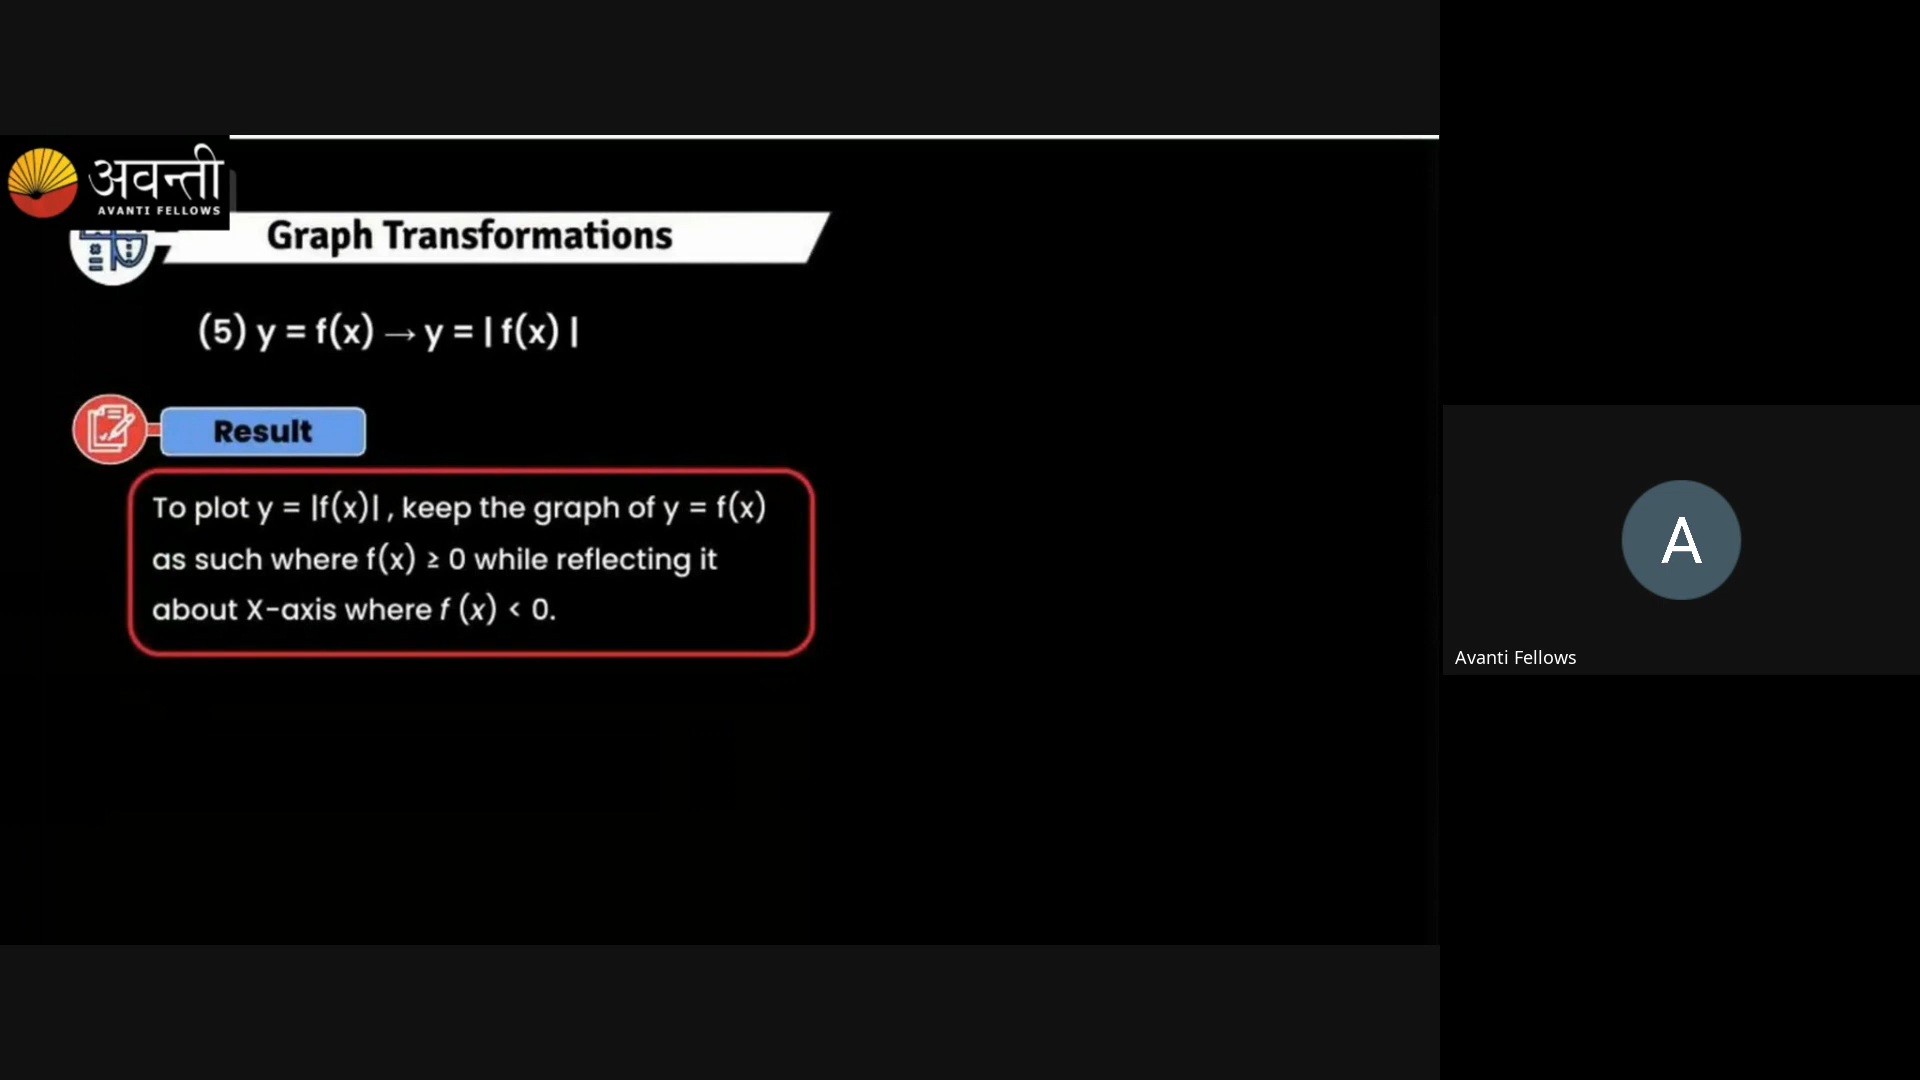 अवन्ती
AVANTI FELLOWS
Graph Transformations
(5) y = f(x) → y = | f(x) |
Result
To plot y = |f(x)| , keep the graph of y = f(x)
as such where f(x) ≥ 0 while reflecting it
about X-axis where f (x) < 0.
A
Avanti Fellows